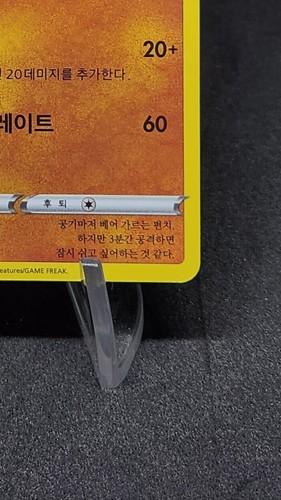 20+
20데미지를 추가한다.
레이트 60
후퇴
공기마저 베어 가르는 펀치.
하지만 3분간 공격하면
잠시 쉬고 싶어하는 것 같다.
eatures/GAME FREAK.